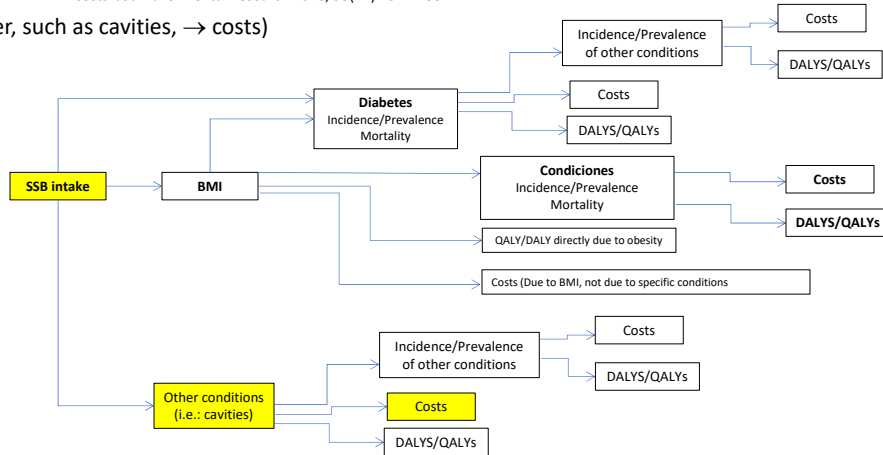 er, such as cavities, → costs)
Incidence/Prevalence
of other conditions
Costs
DALYS/QALYs
Diabetes
Incidence/Prevalence
Mortality
Costs
DALYS/QALYs
SSB intake
BMI
Condiciones
Incidence/Prevalence
Mortality
Costs
DALYS/QALYs
QALY/DALY directly due to obesity
Costs (Due to BMI, not due to specific conditions
Incidence/Prevalence
of other conditions
Costs
DALYS/QALYs
Other conditions
(i.e.: cavities)
Costs
DALYS/QALYs